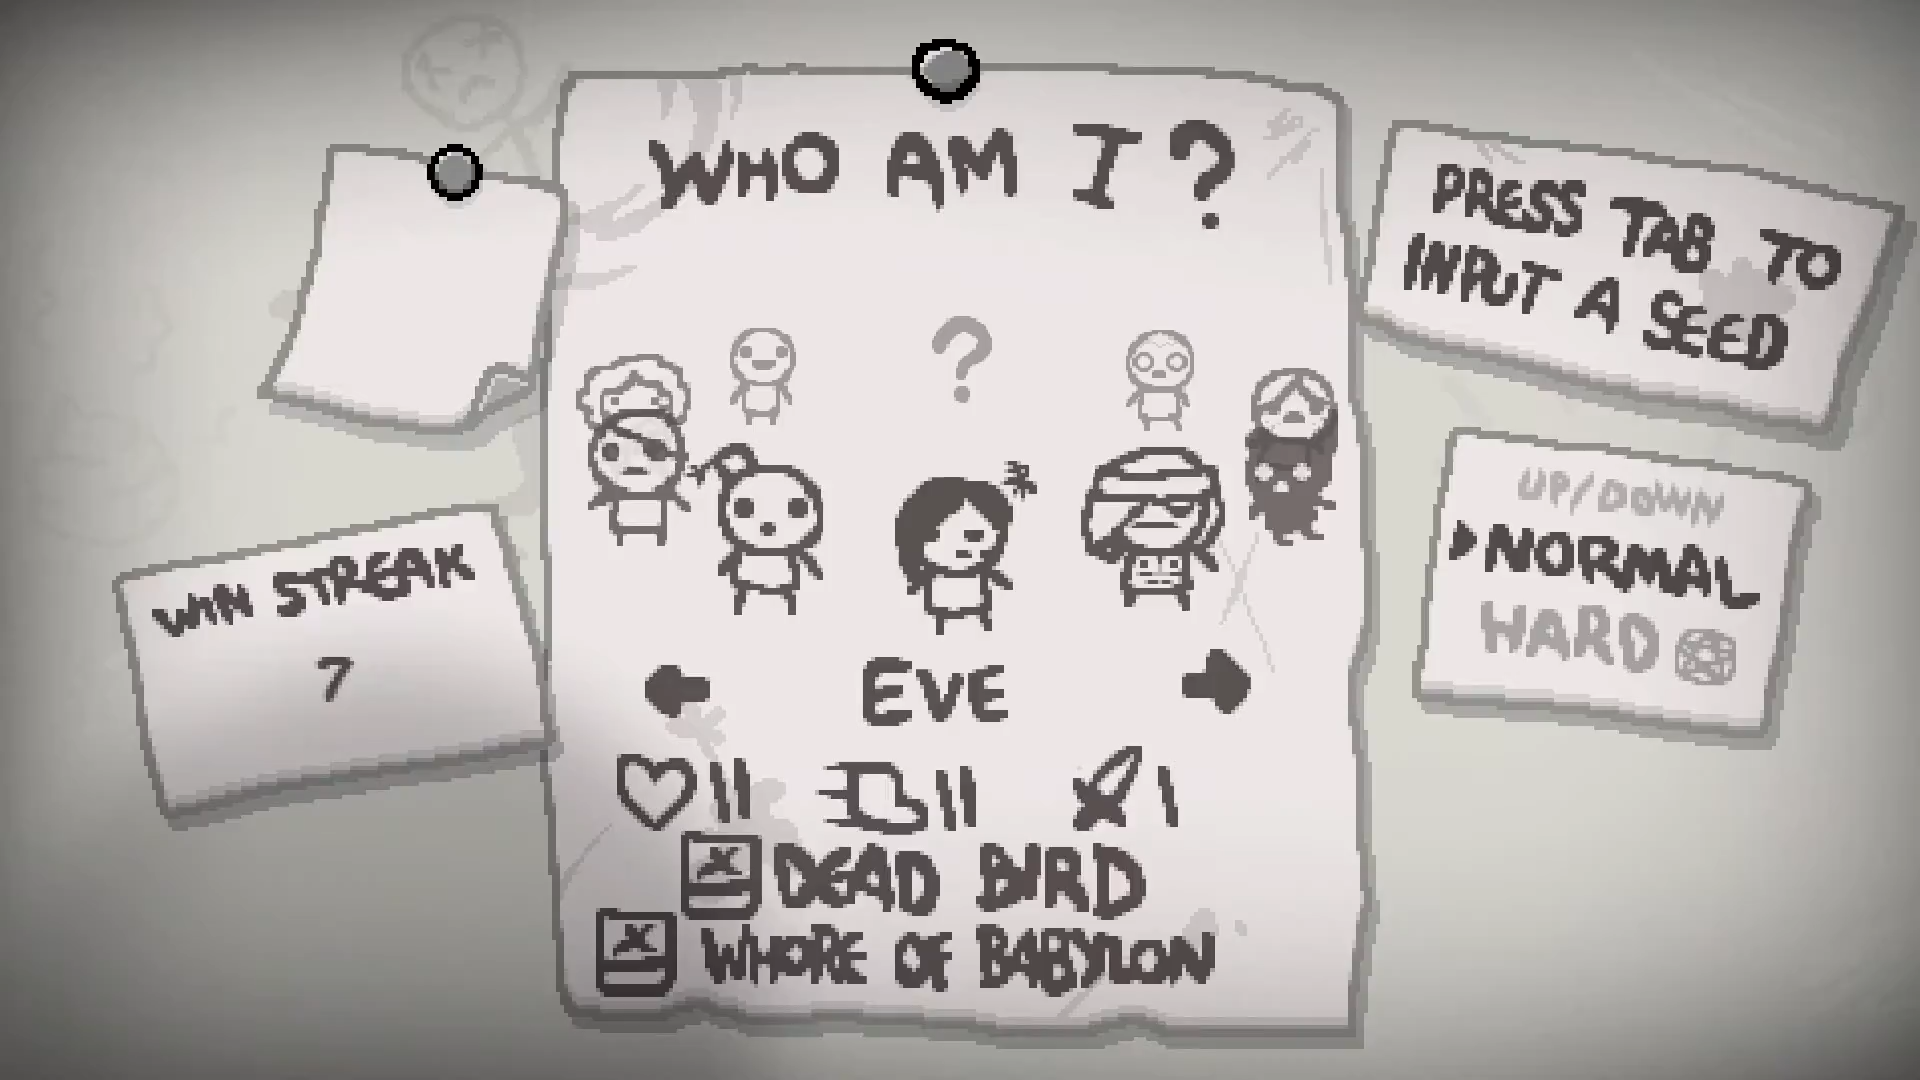 WHO AM I?
PRESS TAB TO
INPUT A SEED
?
UP/DOWN
NORMAL
HARD
WIN STREAK
7
EVE
DEAD BIRD
WHORE OF BABYLON